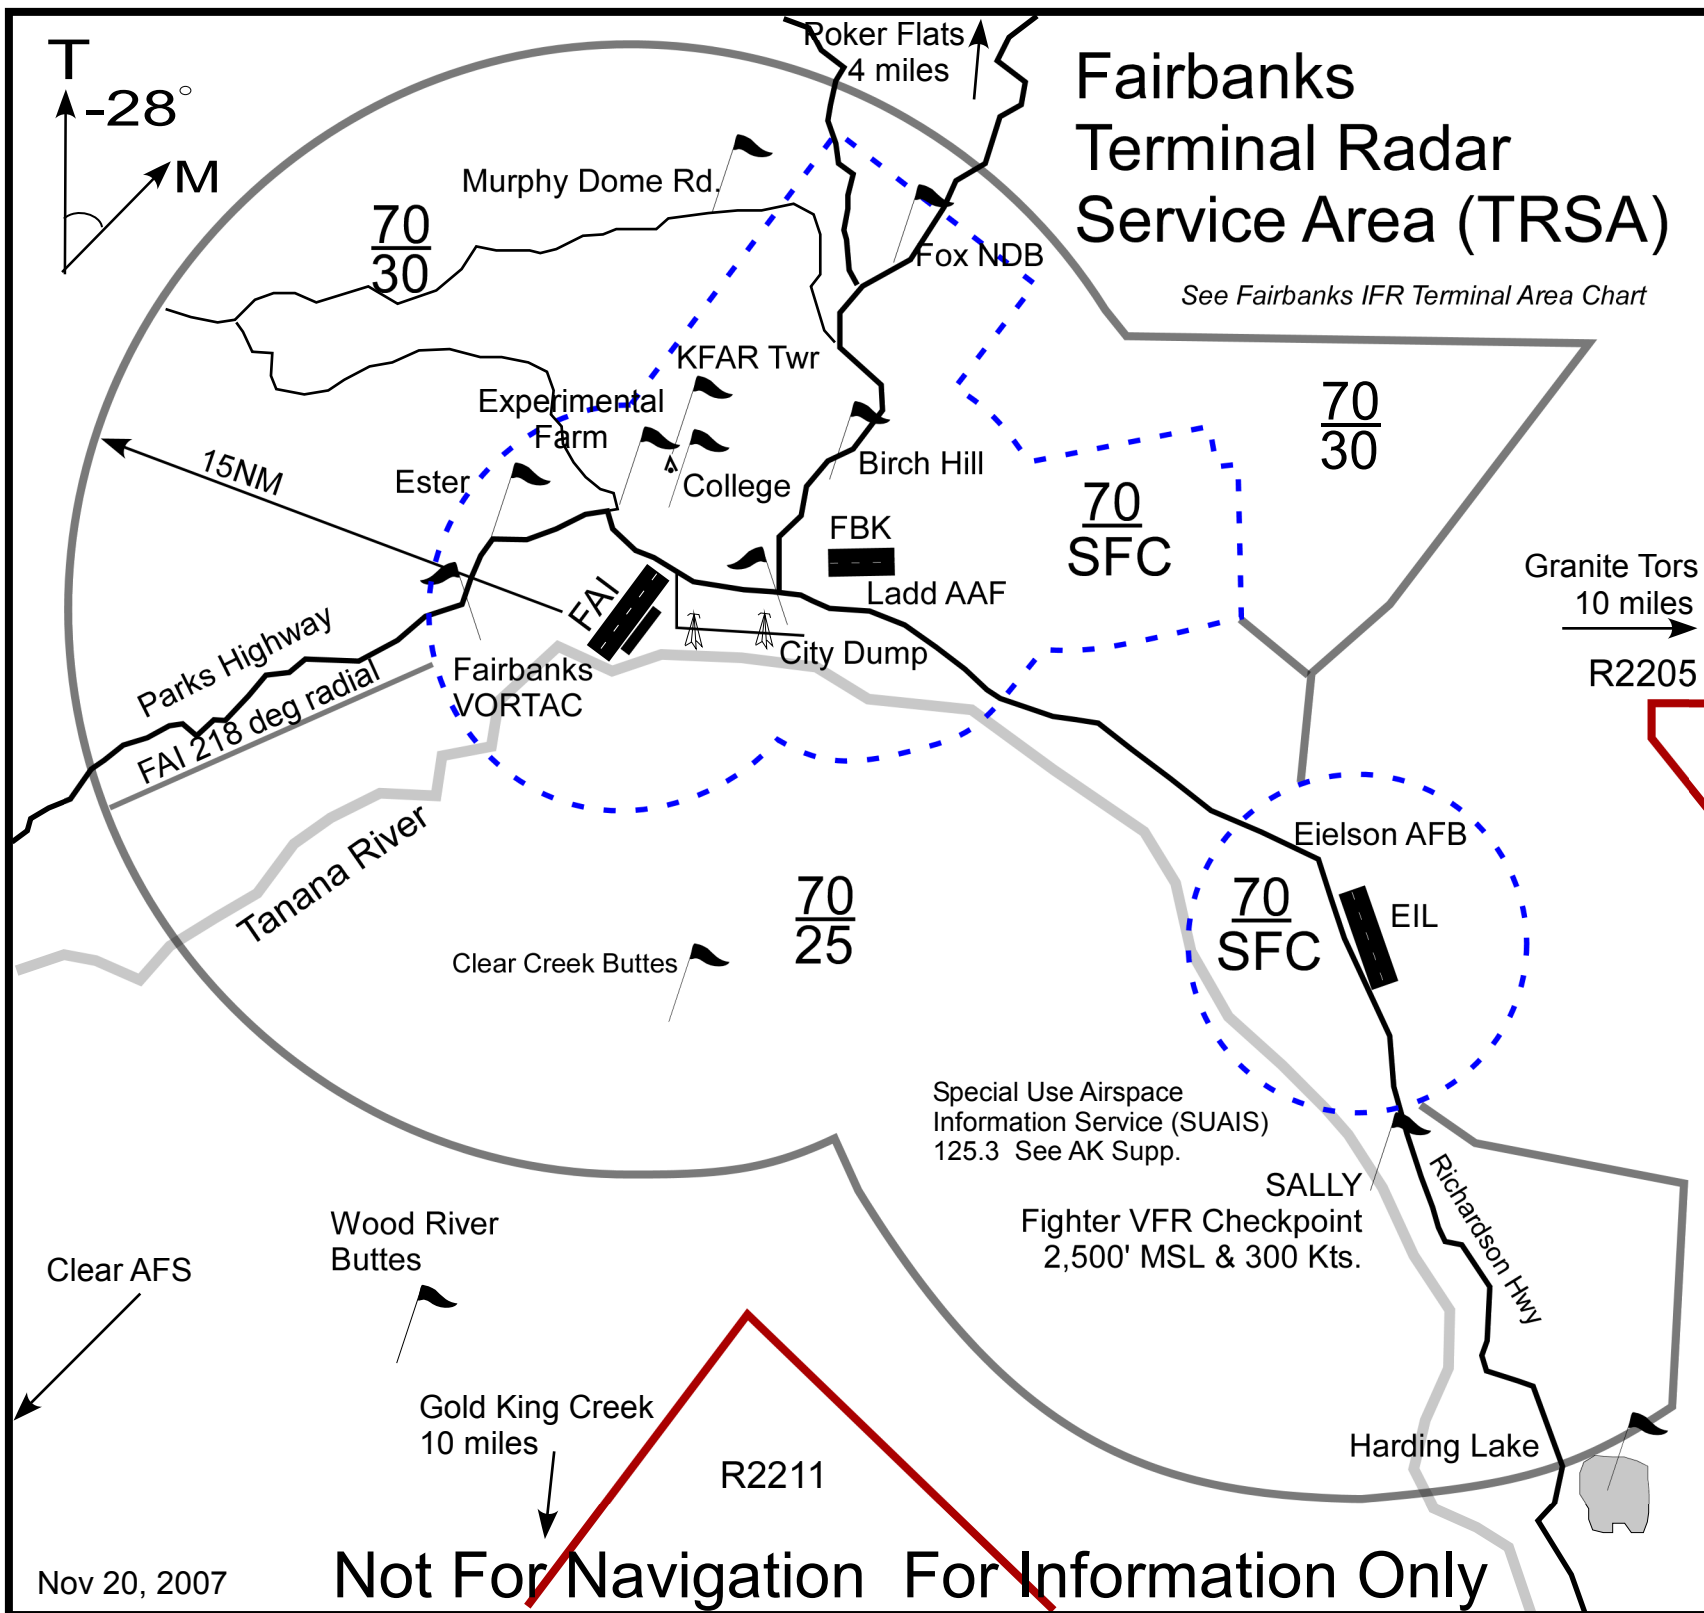 T
-28°
M
Poker Flats
4 miles
Fairbanks
Terminal Radar
Service Area (TRSA)
See Fairbanks IFR Terminal Area Chart
Murphy Dome Rd.
70
30
Fox NDB
KFAR Twr
Experimental
Farm
70
30
15NM
Ester
College
Birch Hill
70
SFC
FBK
Ladd AAF
Granite Tors
10 miles
FAI
City Dump
R2205
Parks Highway
Fairbanks
VORTAC
FAI 218 deg radial
Tanana River
Eielson AFB
70
25
70
SFC
EIL
Clear Creek Buttes
Special Use Airspace
Information Service (SUAIS)
125.3 See AK Supp.
SALLY
Fighter VFR Checkpoint
2,500' MSL & 300 Kts.
Richardson Hwy
Wood River
Buttes
Clear AFS
Gold King Creek
10 miles
R2211
Harding Lake
Nov 20, 2007
Not For Navigation For Information Only